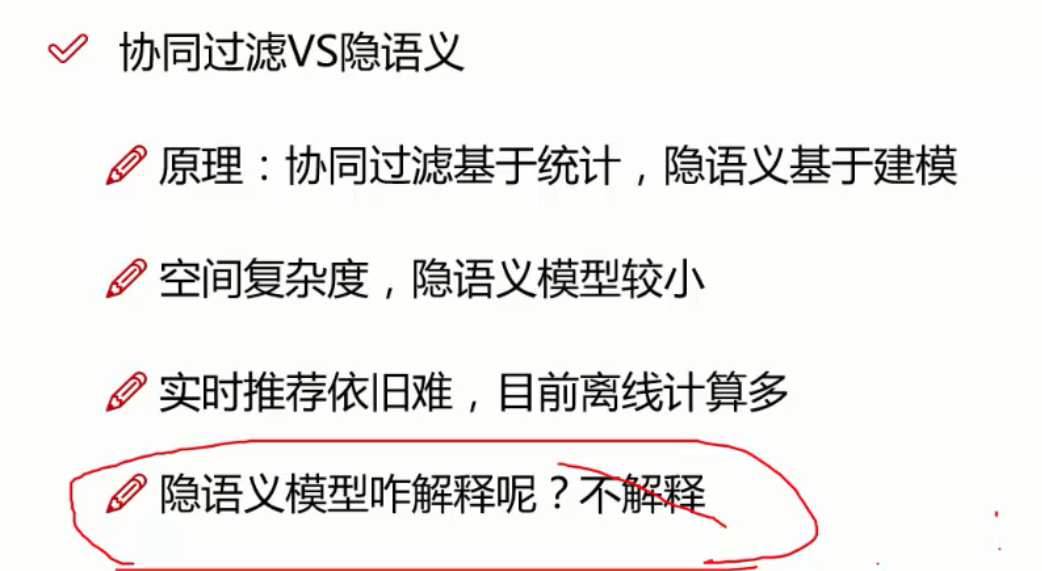 协同过滤VS隐语义
原理：协同过滤基于统计，隐语义基于建模
空间复杂度，隐语义模型较小
实时推荐依旧难，目前离线计算多
隐语义模型咋解释呢？不解释